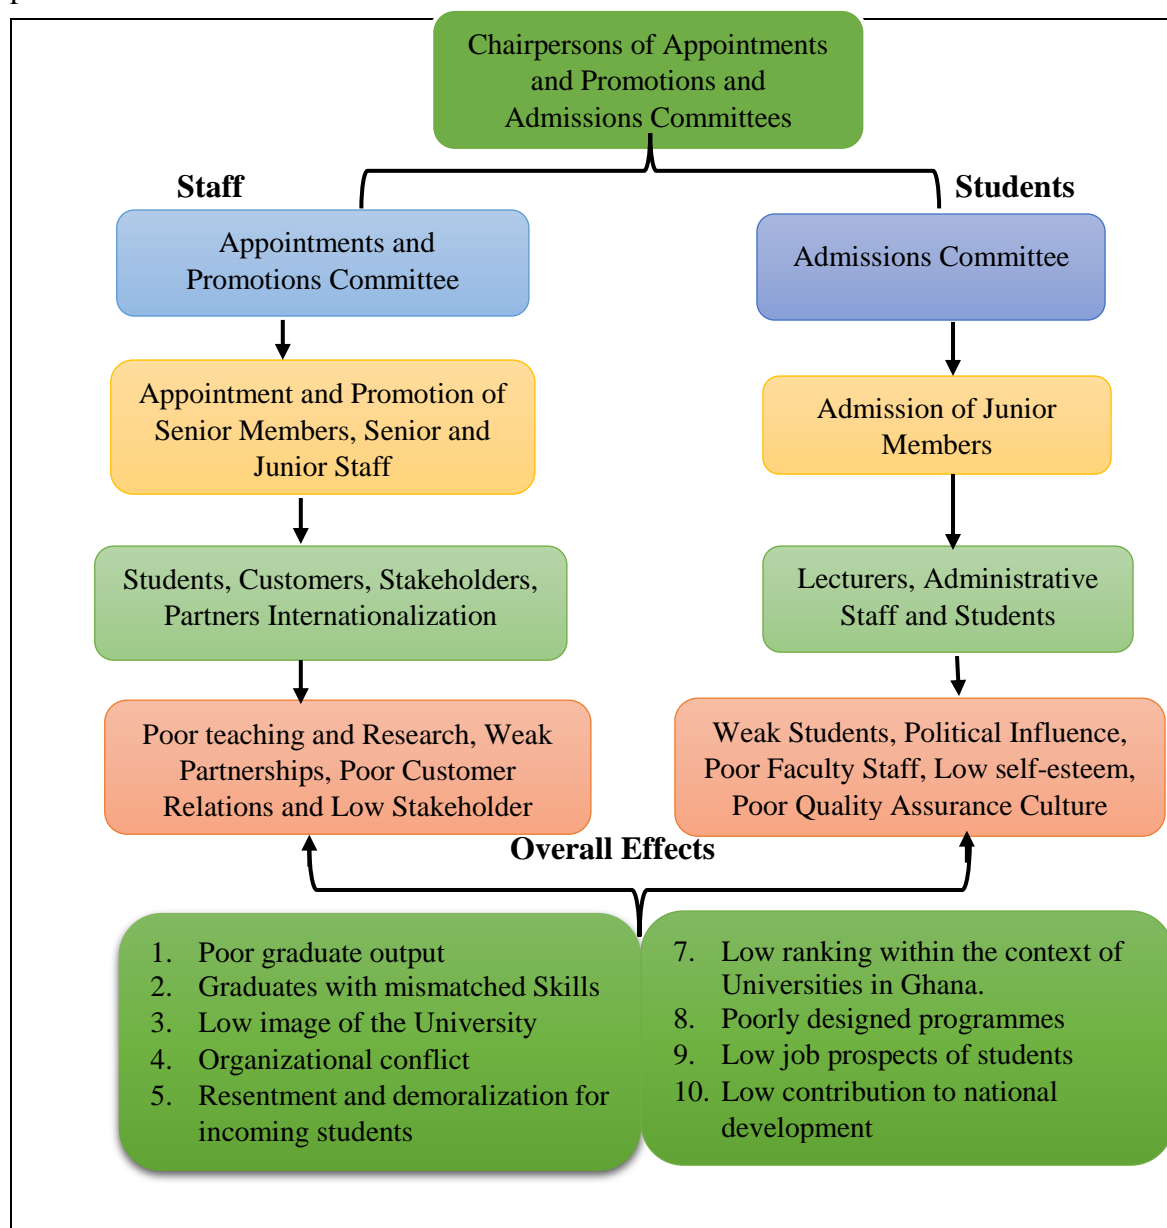 Chairpersons of Appointments
and Promotions and
Admissions Committees
Staff
Students
Appointments and
Promotions Committee
Admissions Committee
Appointment and Promotion of
Senior Members, Senior and
Junior Staff
Admission of Junior
Members
Students, Customers, Stakeholders,
Partners Internationalization
Lecturers, Administrative
Staff and Students
Poor teaching and Research, Weak
Partnerships, Poor Customer
Relations and Low Stakeholder
Weak Students, Political Influence,
Poor Faculty Staff, Low self-esteem,
Poor Quality Assurance Culture
Overall Effects
1. Poor graduate output
2. Graduates with mismatched Skills
3. Low image of the University
4. Organizational conflict
5. Resentment and demoralization for
incoming students
7. Low ranking within the context of
Universities in Ghana.
8. Poorly designed programmes
9. Low job prospects of students
10. Low contribution to national
development